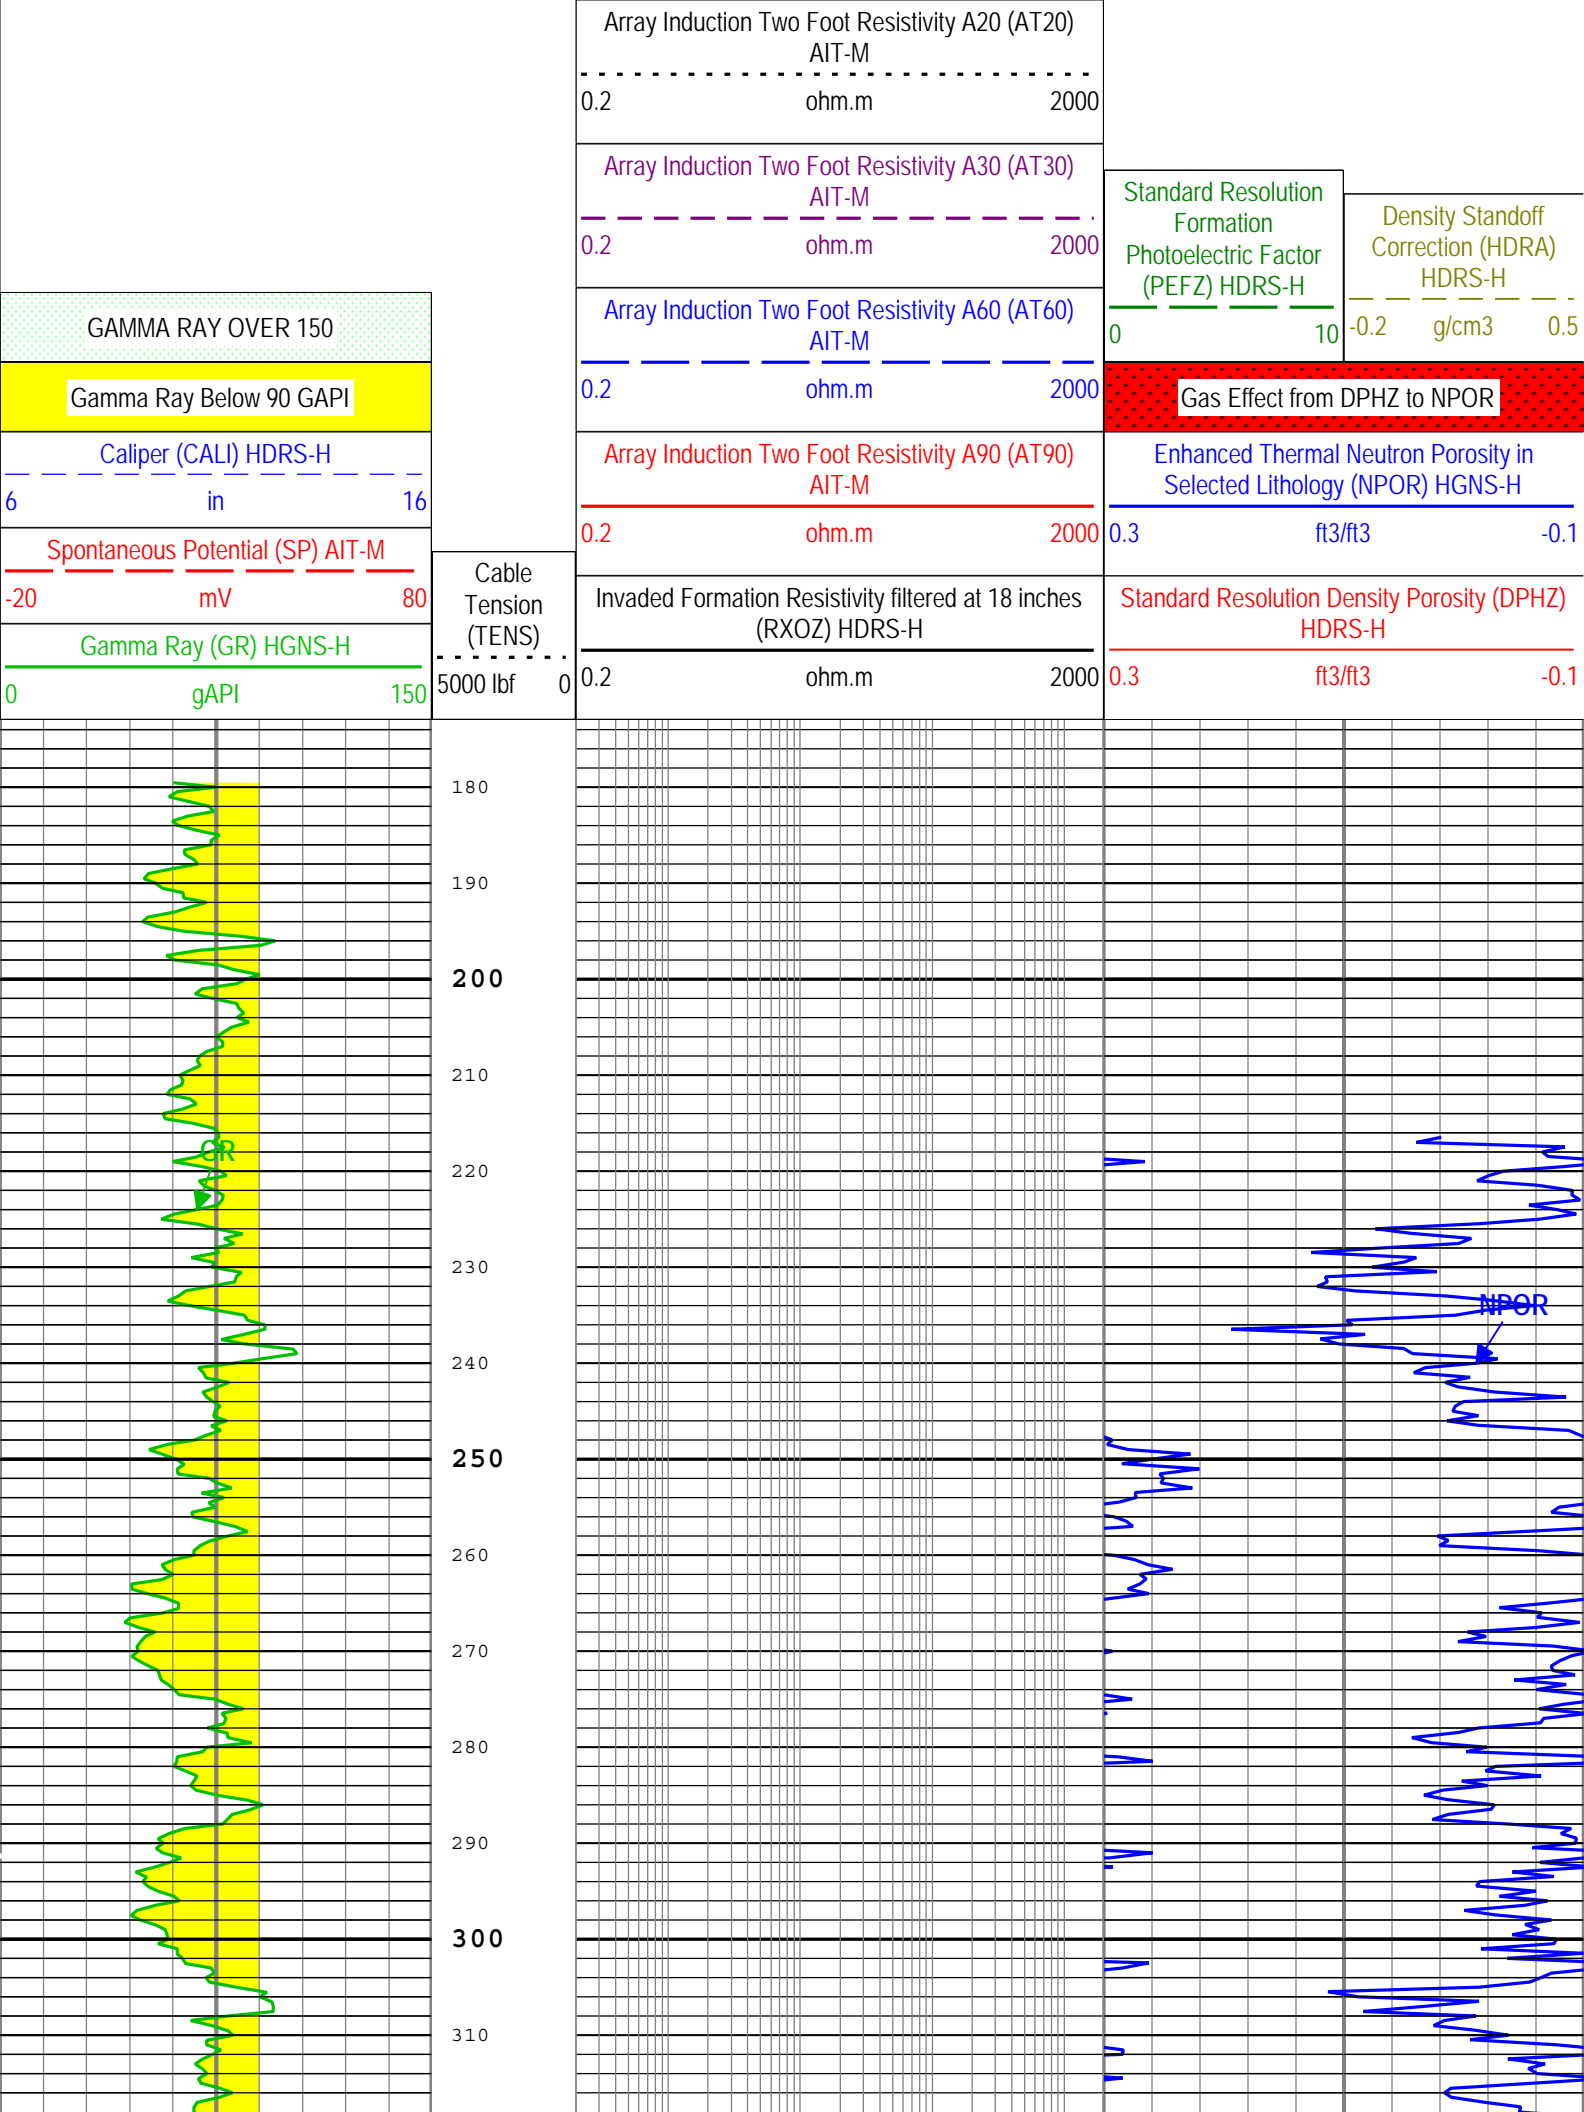 GAMMA RAY OVER 150
Gamma Ray Below 90 GAPI
Caliper (CALI) HDRS-H
6 in 16
Spontaneous Potential (SP) AIT-M
-20 mV 80
Gamma Ray (GR) HGNS-H
0 gAPI 150
Cable
Tension
(TENS)
5000 lbf 0
Array Induction Two Foot Resistivity A20 (AT20)
AIT-M
0.2 ohm.m 2000
Array Induction Two Foot Resistivity A30 (AT30)
AIT-M
0.2 ohm.m 2000
Array Induction Two Foot Resistivity A60 (AT60)
AIT-M
0.2 ohm.m 2000
Array Induction Two Foot Resistivity A90 (AT90)
AIT-M
0.2 ohm.m 2000
Invaded Formation Resistivity filtered at 18 inches
(RXOZ) HDRS-H
0.2 ohm.m 2000
Standard Resolution
Formation
Photoelectric Factor
(PEFZ) HDRS-H
0 10
Density Standoff
Correction (HDRA)
HDRS-H
-0.2 g/cm3 0.5
Gas Effect from DPHZ to NPOR
Enhanced Thermal Neutron Porosity in
Selected Lithology (NPOR) HGNS-H
0.3 ft3/ft3 -0.1
Standard Resolution Density Porosity (DPHZ)
HDRS-H
0.3 ft3/ft3 -0.1
180
190
200
210
GR
220
230
NPOR
240
250
260
270
280
290
300
310